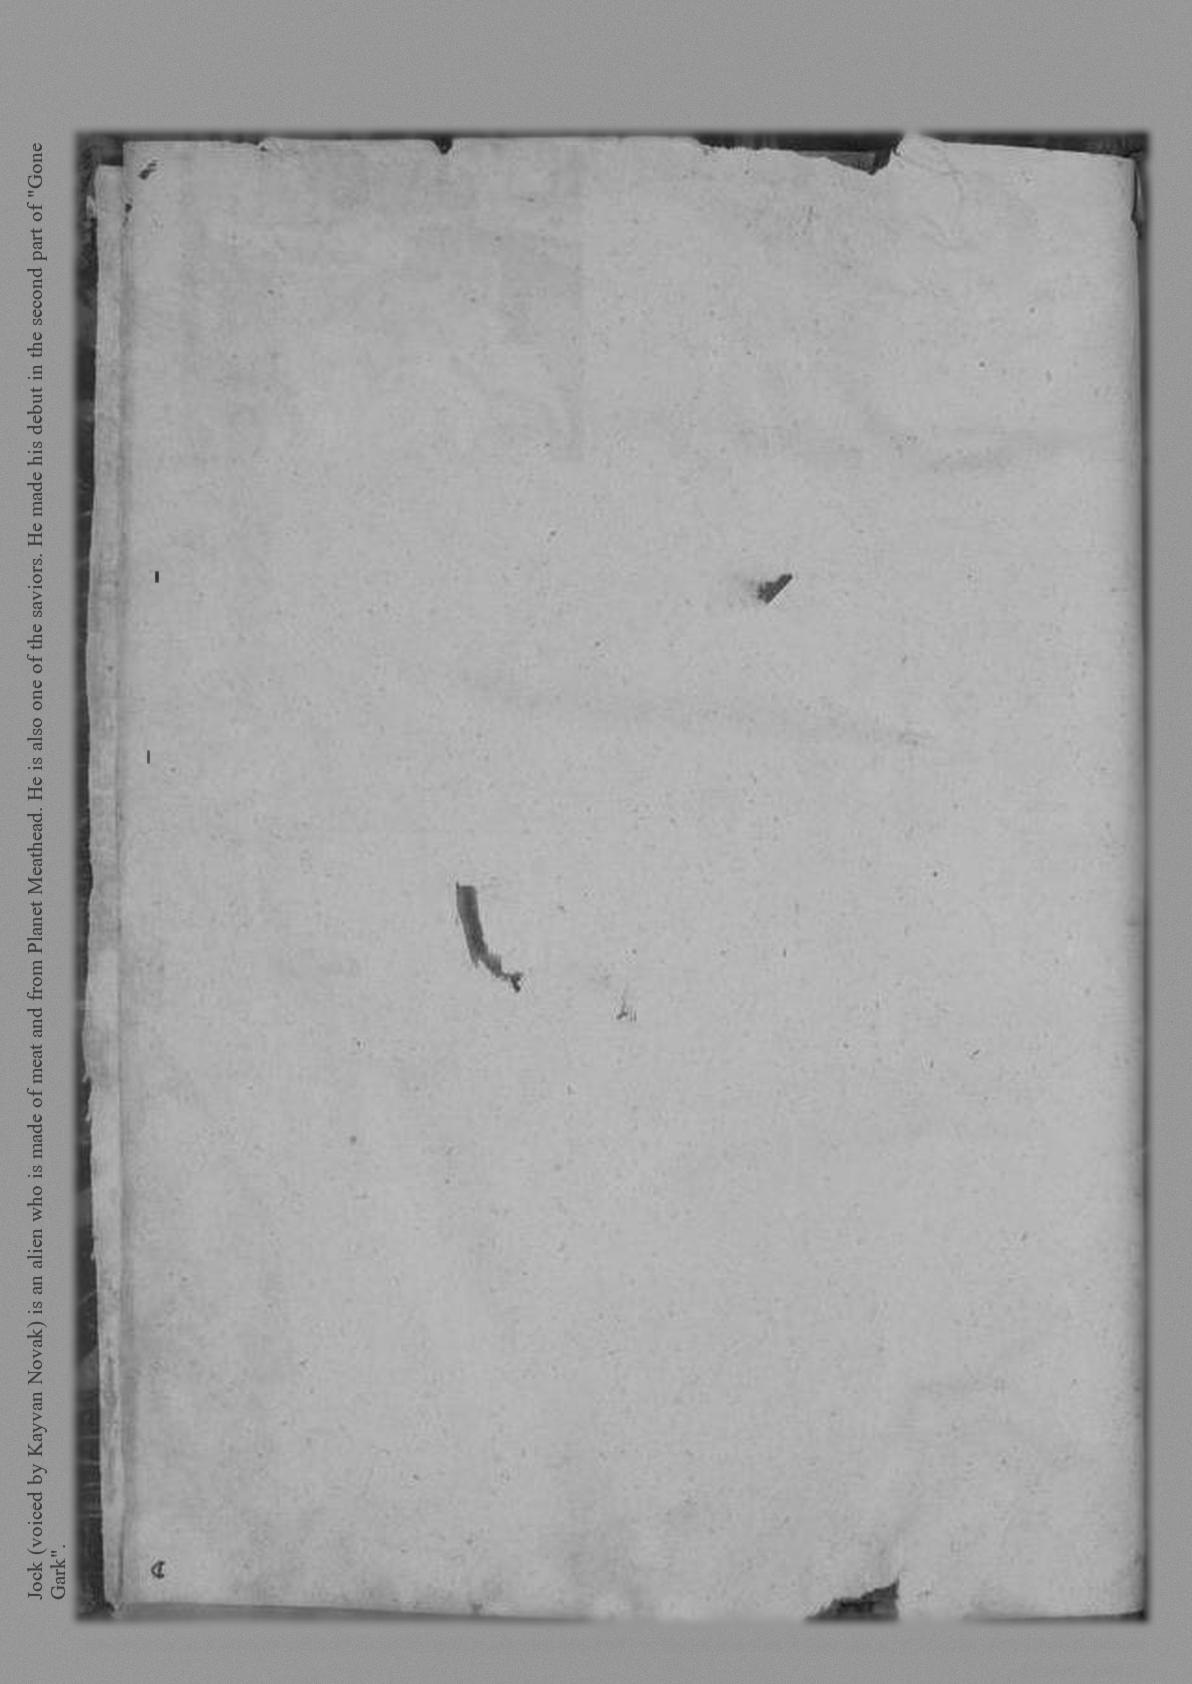 Jock (voiced by Kayvan Novak) is an alien who is made of meat and from Planet Meathead. He is also one of the saviors. He made his debut in the second part of "Gone
Gark".